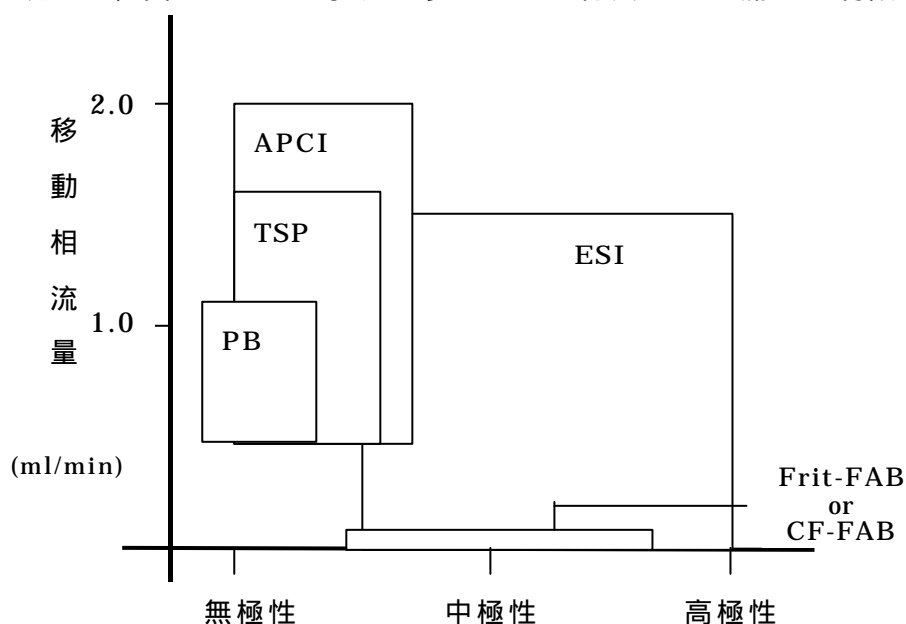 移動相流量
(ml/min)
2.0
1.0
APCI
TSP
PB
ESI
Frit-FAB
or
CF-FAB
無極性 中極性 高極性